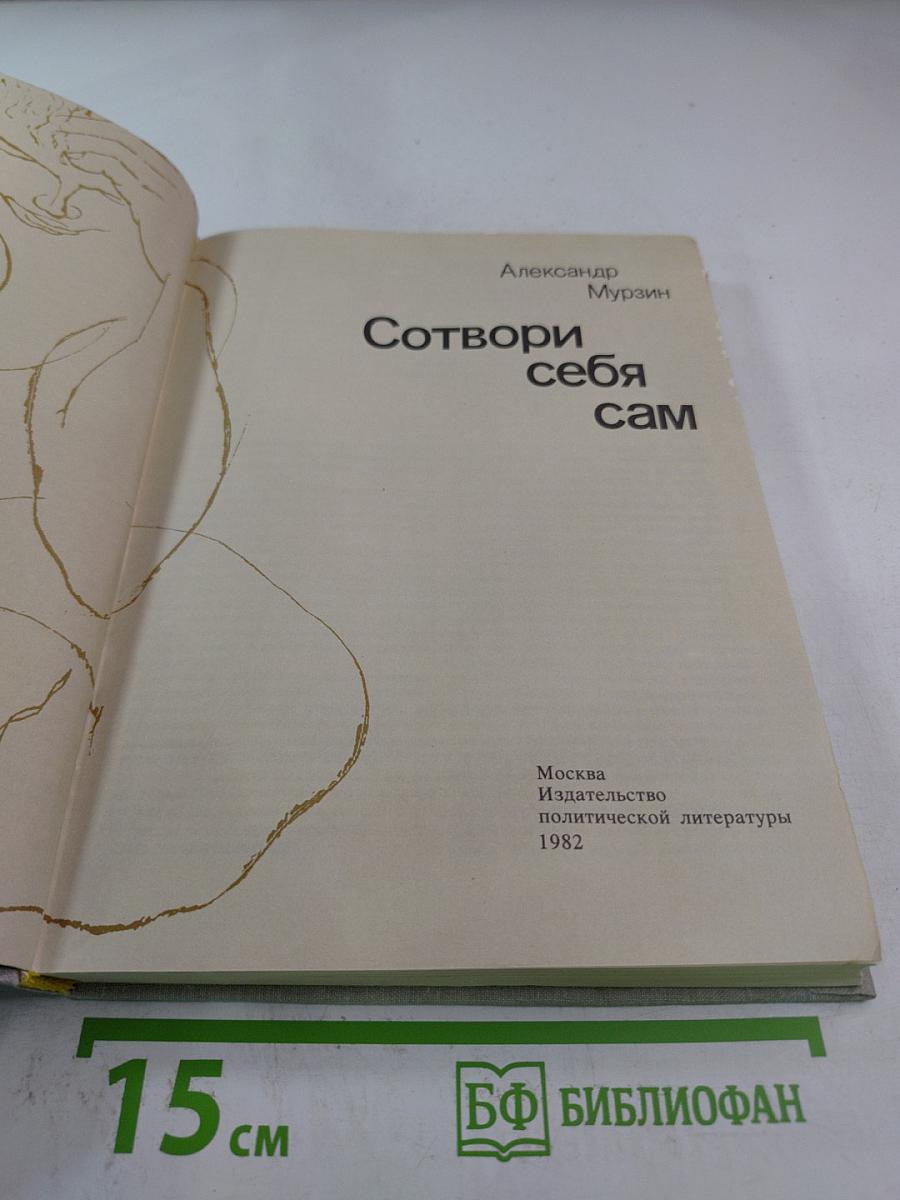 Александр
Мурзин
Сотвори
себя
сам
Москва
Издательство
политической литературы
1982
15 см
БФ БИБЛИОФАН